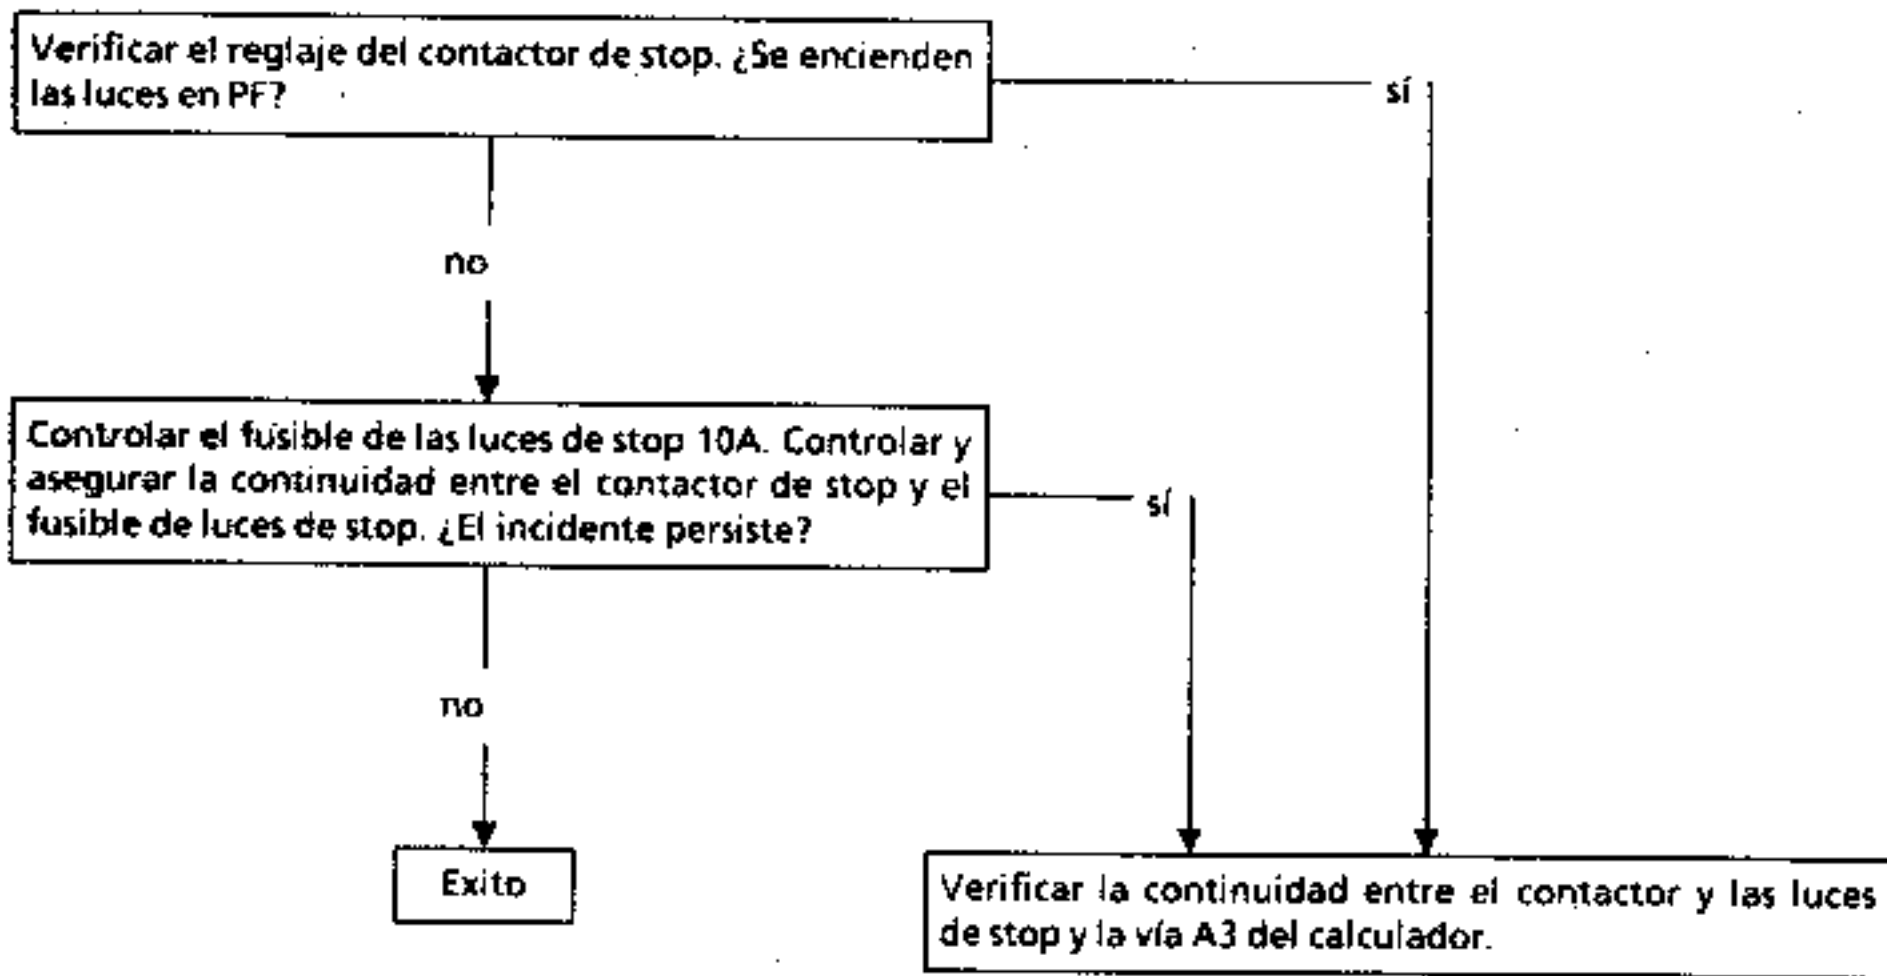 Verificar el reglaje del contactor de stop. ¿Se encienden
las luces en PF?
sí
no
Controlar el fusible de las luces de stop 10A. Controlar y
asegurar la continuidad entre el contactor de stop y el
fusible de luces de stop. ¿El incidente persiste?
sí
no
Exito
Verificar la continuidad entre el contactor y las luces
de stop y la vía A3 del calculador.